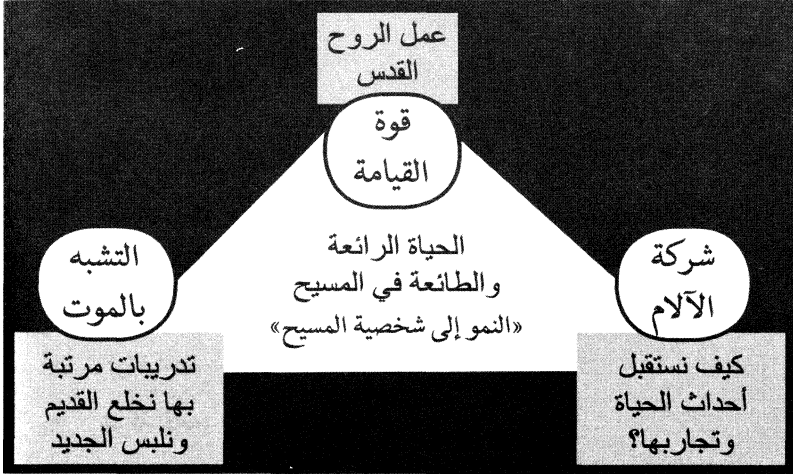 عمل الروح
القدس
قوة
القيامة
الحياة الرائعة
والطائعة في المسيح
«النمو إلى شخصية المسيح»
شركة
الآلام
كيف نستقبل
أحداث الحياة
وتجاربها؟
التشبه
بالموت
تدريبات مرتبة
بها نخلع القديم
ونلبس الجديد